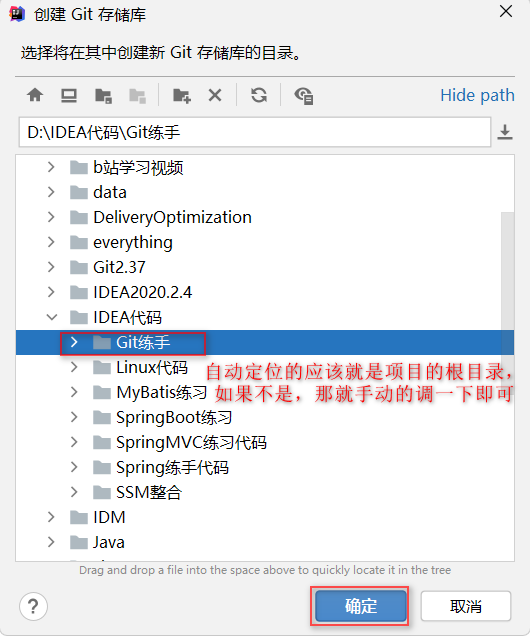 创建 Git 存储库
选择将在其中创建新 Git 存储库的目录。
Hide path
D:\IDEA代码\Git练手
b站学习视频
data
DeliveryOptimization
everything
Git2.37
IDEA2020.2.4
IDEA代码
Git练手
Linux代码
自动定位的应该就是项目的根目录，
MyBatis练习
如果不是，那就手动的调一下即可
SpringBoot练习
SpringMVC练习代码
Spring练手代码
SSM整合
IDM
Java
Drag and drop a file into the space above to quickly locate it in the tree
?
确定
取消